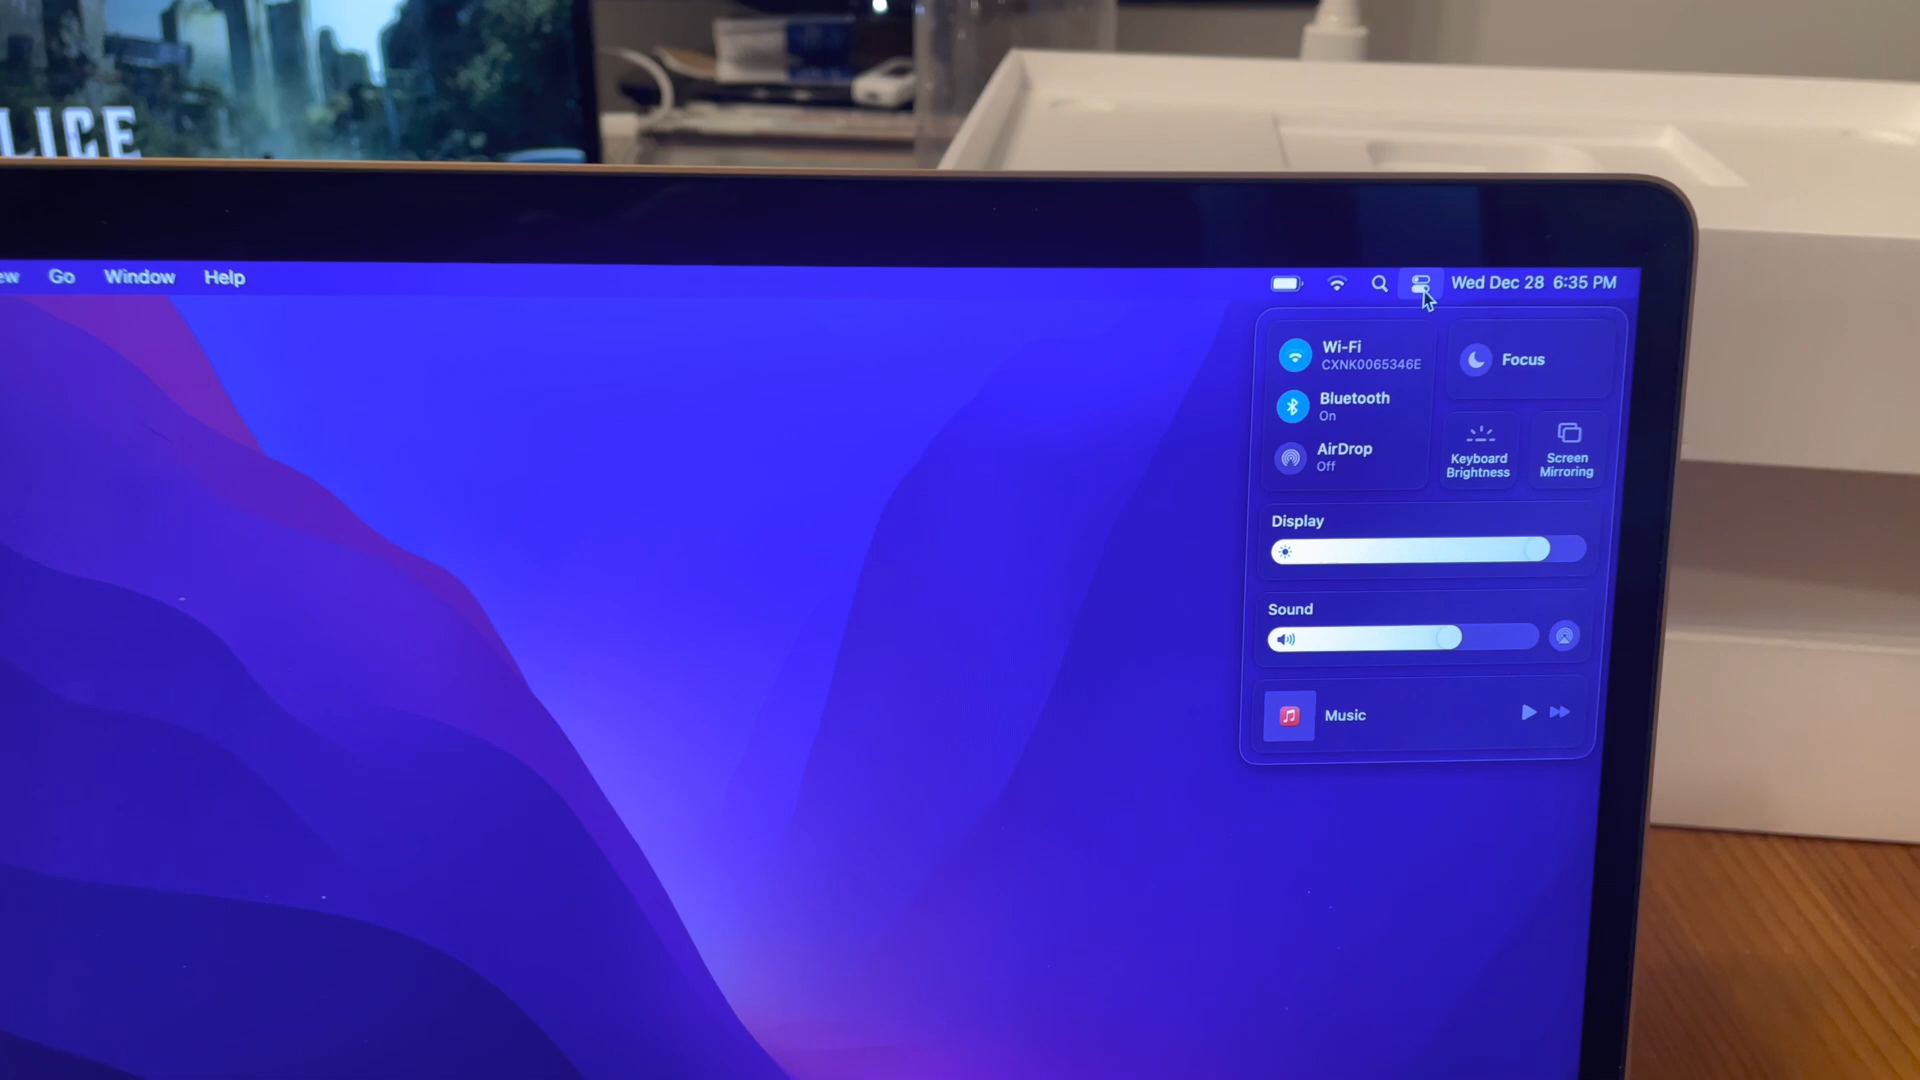 LICE
ew Go Window Help Wed Dec 28 6:35 PM
Wi-Fi
CXNK0065346E
Focus
Bluetooth
On
AirDrop
Off
Keyboard
Brightness
Screen
Mirroring
Display
Sound
Music